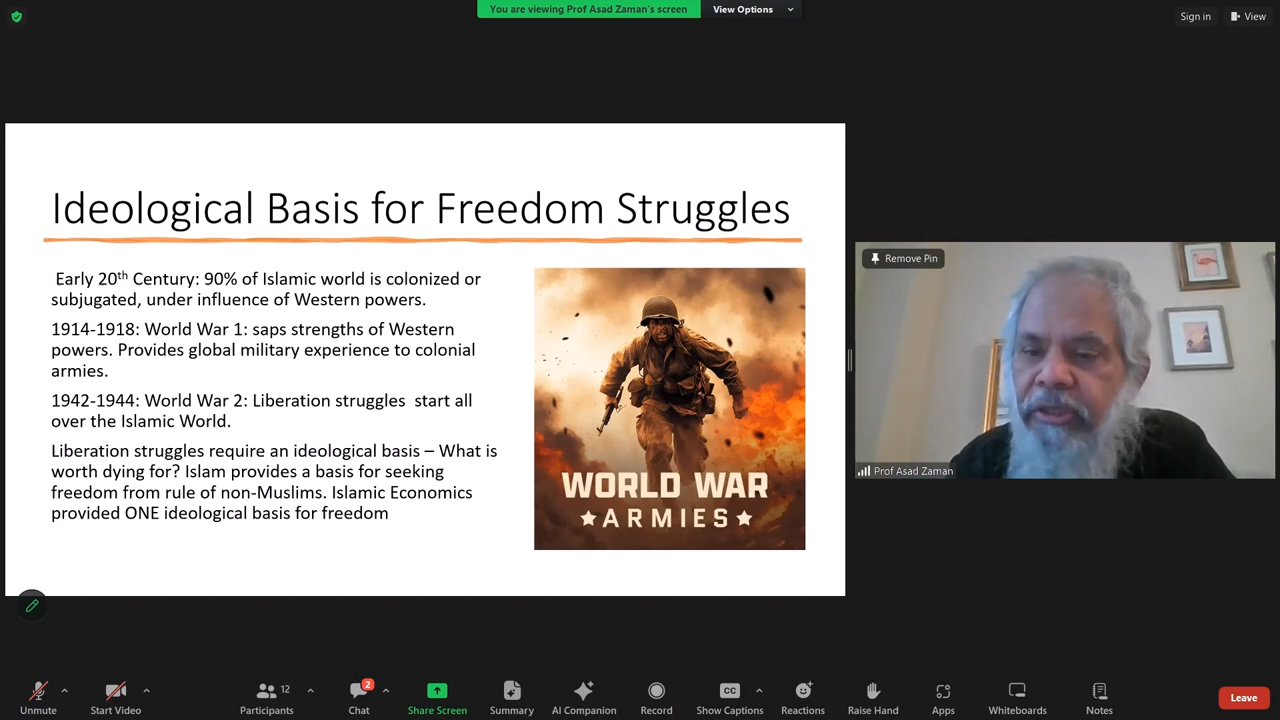 You are viewing Prof Asad Zaman's screen
View Options
Sign in
View
Ideological Basis for Freedom Struggles
Early 20th Century: 90% of Islamic world is colonized or
subjugated, under influence of Western powers.
1914-1918: World War 1: saps strengths of Western
powers. Provides global military experience to colonial
armies.
1942-1944: World War 2: Liberation struggles start all
over the Islamic World.
Liberation struggles require an ideological basis – What is
worth dying for? Islam provides a basis for seeking
freedom from rule of non-Muslims. Islamic Economics
provided ONE ideological basis for freedom
WORLD WAR
ARMIES
Remove Pin
Prof Asad Zaman
Unmute
Start Video
Participants
12
Chat
2
Share Screen
Summary
AI Companion
Record
CC
Show Captions
Reactions
Raise Hand
Apps
Whiteboards
Notes
Leave